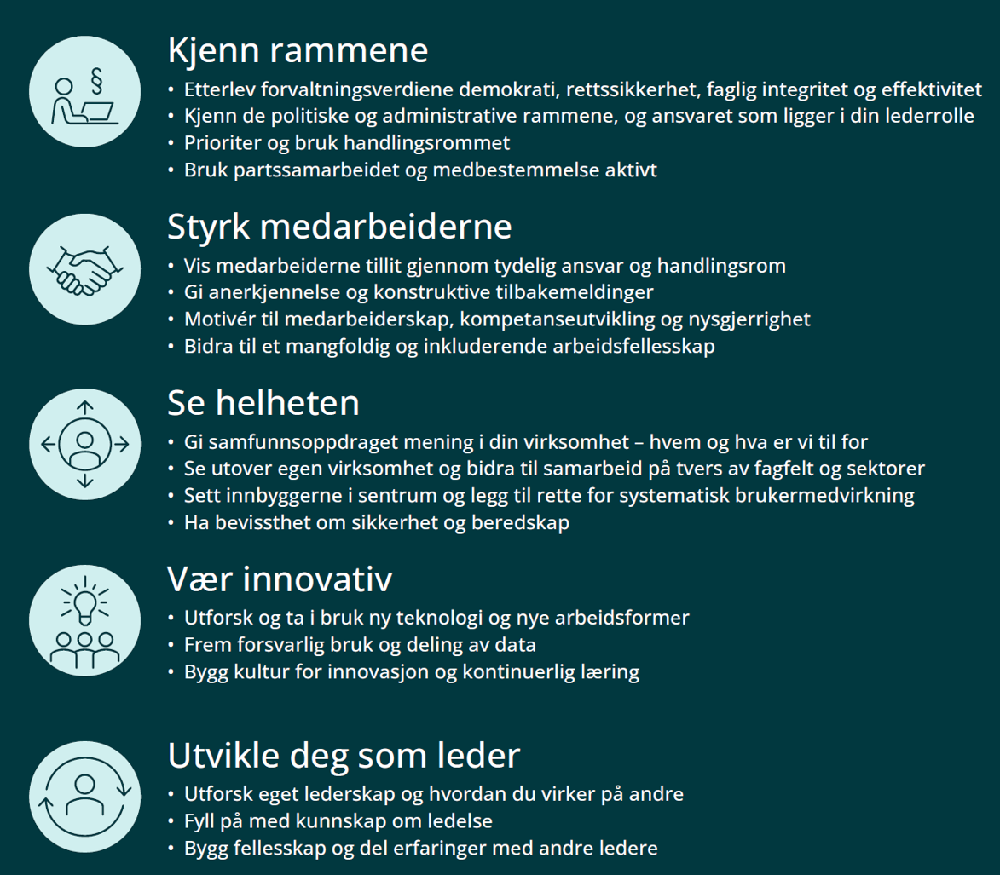 §
Kjenn rammene
• Etterlev forvaltningsverdiene demokrati, rettssikkerhet, faglig integritet og effektivitet
• Kjenn de politiske og administrative rammene, og ansvaret som ligger i din lederrolle
• Prioriter og bruk handlingsrommet
• Bruk partssamarbeidet og medbestemmelse aktivt
Styrk medarbeiderne
• Vis medarbeiderne tillit gjennom tydelig ansvar og handlingsrom
• Gi anerkjennelse og konstruktive tilbakemeldinger
• Motivér til medarbeiderskap, kompetanseutvikling og nysgjerrighet
• Bidra til et mangfoldig og inkluderende arbeidsfellesskap
Se helheten
• Gi samfunnsoppdraget mening i din virksomhet – hvem og hva er vi til for
• Se utover egen virksomhet og bidra til samarbeid på tvers av fagfelt og sektorer
• Sett innbyggerne i sentrum og legg til rette for systematisk brukermedvirkning
• Ha bevissthet om sikkerhet og beredskap
Vær innovativ
• Utforsk og ta i bruk ny teknologi og nye arbeidsformer
• Frem forsvarlig bruk og deling av data
• Bygg kultur for innovasjon og kontinuerlig læring
Utvikle deg som leder
• Utforsk eget lederskap og hvordan du virker på andre
• Fyll på med kunnskap om ledelse
• Bygg fellesskap og del erfaringer med andre ledere